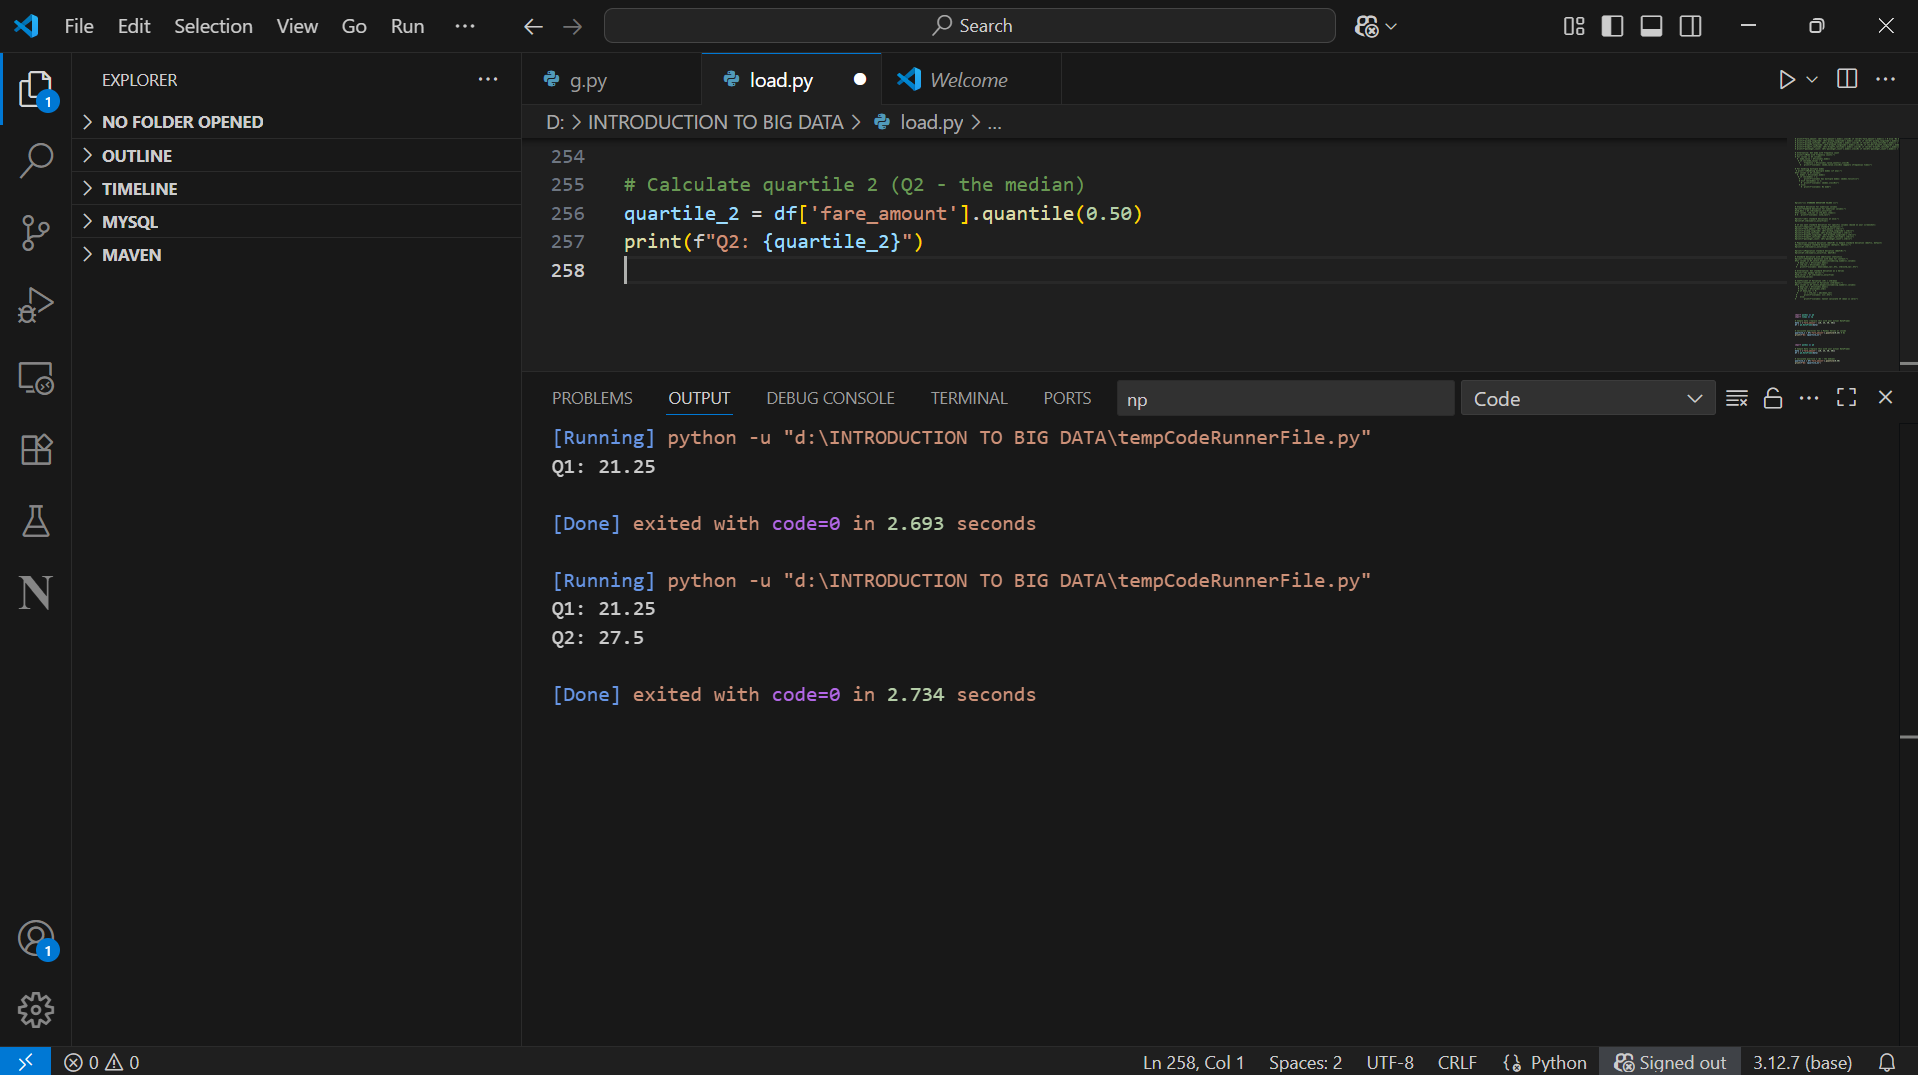 File Edit Selection View Go Run ···
Search
EXPLORER ···
1
NO FOLDER OPENED
OUTLINE
TIMELINE
MYSQL
MAVEN
N
1
g.py load.py Welcome
D: > INTRODUCTION TO BIG DATA > load.py > ...
254
255 # Calculate quartile 2 (Q2 - the median)
256 quartile_2 = df['fare_amount'].quantile(0.50)
257 print(f"Q2: {quartile_2}")
258
PROBLEMS OUTPUT DEBUG CONSOLE TERMINAL PORTS np Code
[Running] python -u "d:\INTRODUCTION TO BIG DATA\tempCodeRunnerFile.py"
Q1: 21.25
[Done] exited with code=0 in 2.693 seconds
[Running] python -u "d:\INTRODUCTION TO BIG DATA\tempCodeRunnerFile.py"
Q1: 21.25
Q2: 27.5
[Done] exited with code=0 in 2.734 seconds
0 0 Ln 258, Col 1 Spaces: 2 UTF-8 CRLF Python Signed out 3.12.7 (base)